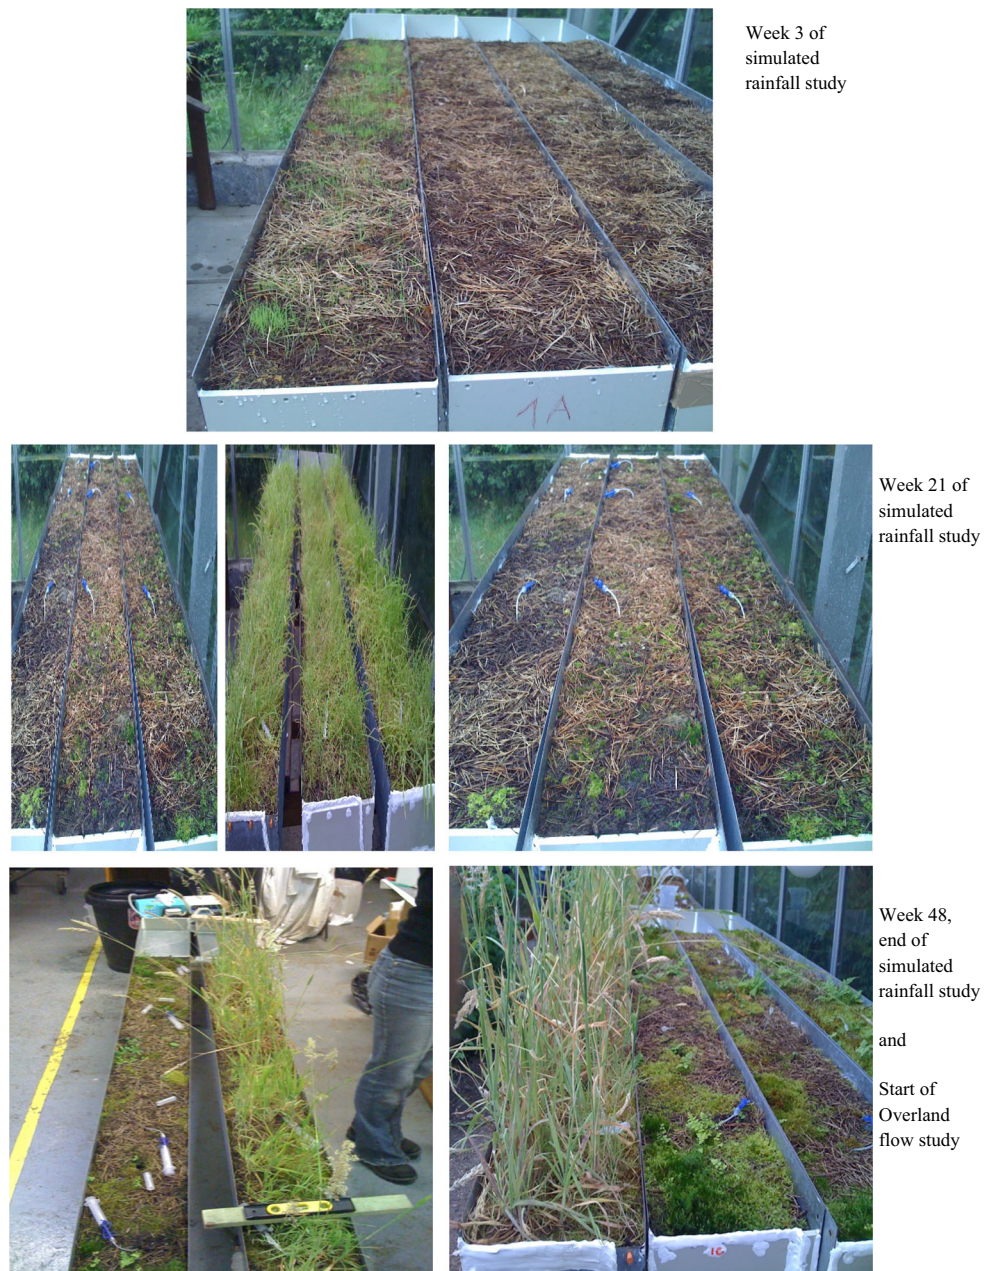 Week 3 of
simulated
rainfall study
1A
Week 21 of
simulated
rainfall study
Week 48,
end of
simulated
rainfall study
and
Start of
Overland
flow study